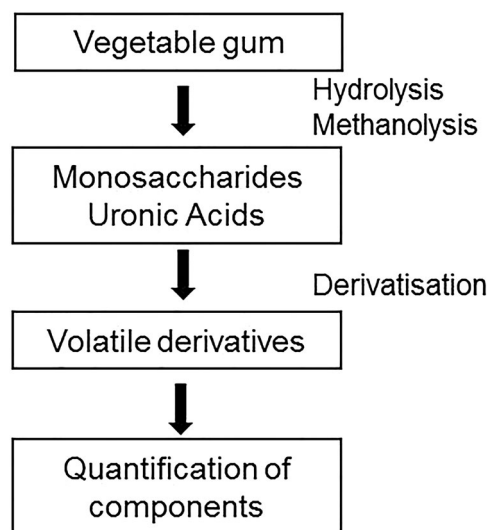 Vegetable gum
Hydrolysis
Methanolysis
Monosaccharides
Uronic Acids
Derivatisation
Volatile derivatives
Quantification of
components